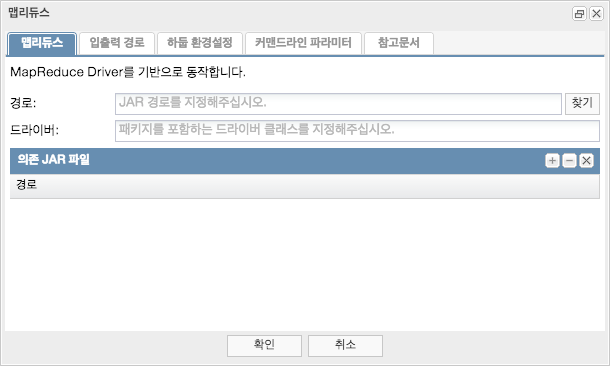 맵리듀스
맵리듀스 입출력 경로 하둡 환경설정 커맨드라인 파라미터 참고문서
MapReduce Driver를 기반으로 동작합니다.
경로: JAR 경로를 지정해주십시오. 찾기
드라이버: 패키지를 포함하는 드라이버 클래스를 지정해주십시오.
의존 JAR 파일
경로
확인 취소